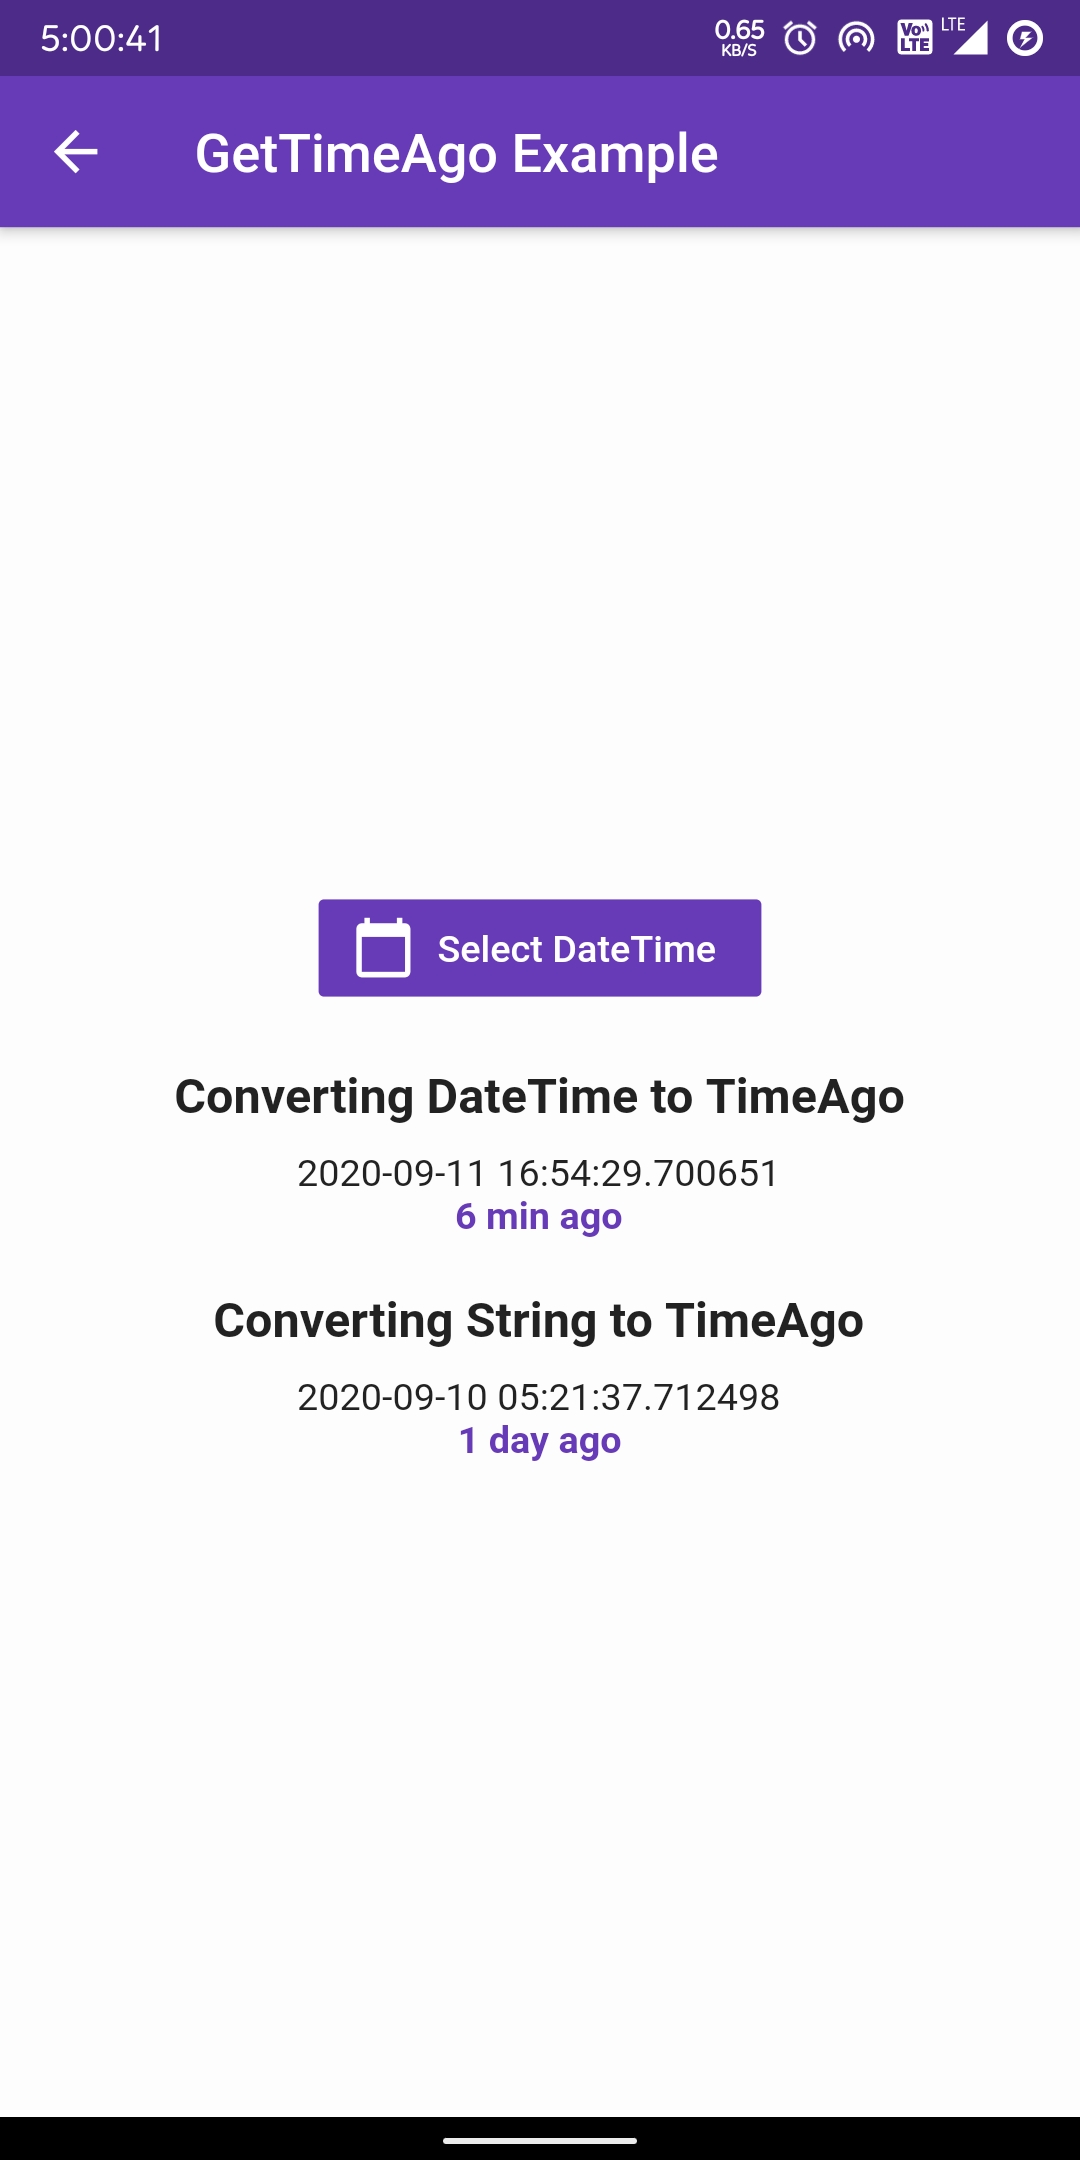 5:00:41
0.65
KB/S
Vo))
LTE
LTE
GetTimeAgo Example
Select DateTime
Converting DateTime to TimeAgo
2020-09-11 16:54:29.700651
6 min ago
Converting String to TimeAgo
2020-09-10 05:21:37.712498
1 day ago